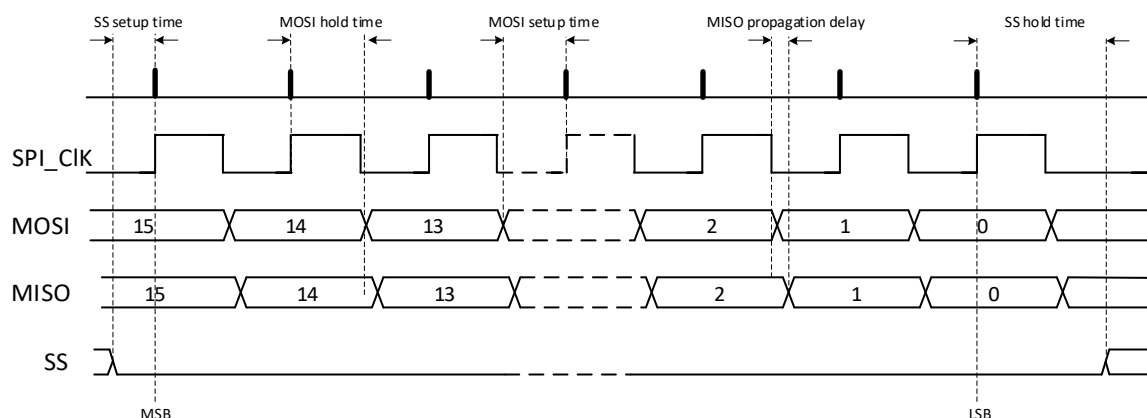 SS setup time MOSI hold time MOSI setup time MISO propagation delay SS hold time
SPI_ClK
MOSI 15 14 13 2 1 0
MISO 15 14 13 2 1 0
SS
MSB LSB